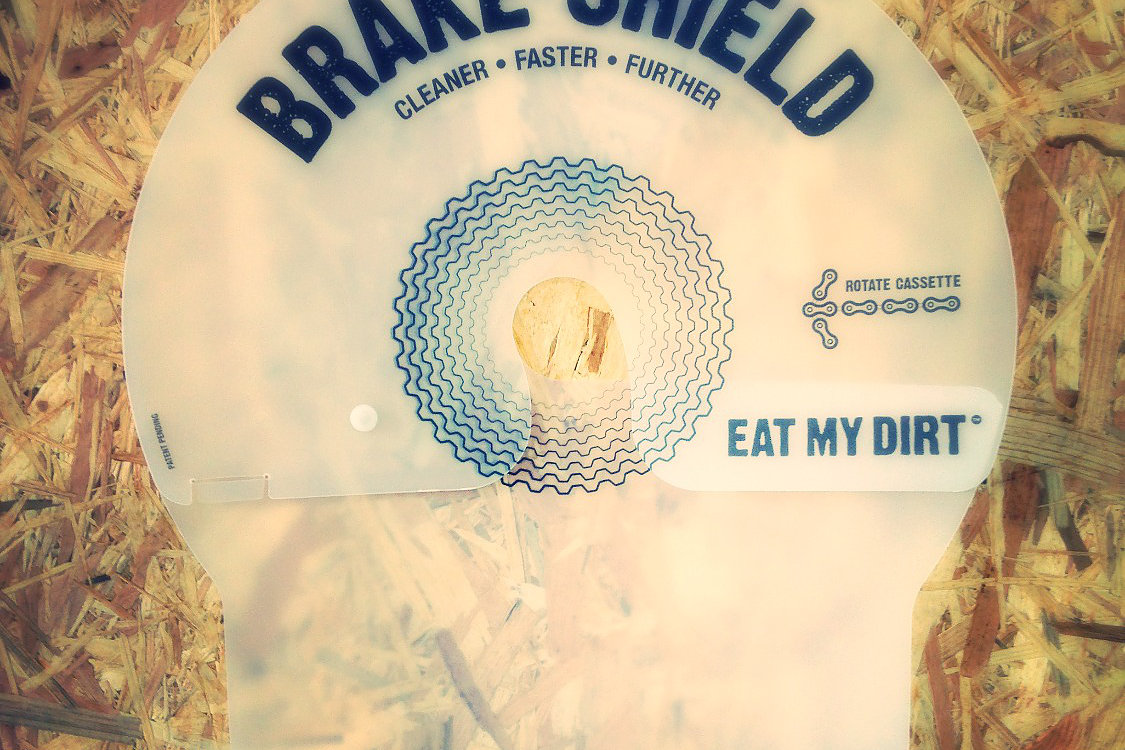 BRAKE SHIELD
CLEANER • FASTER • FURTHER
ROTATE CASSETTE
EAT MY DIRT
PATENT PENDING